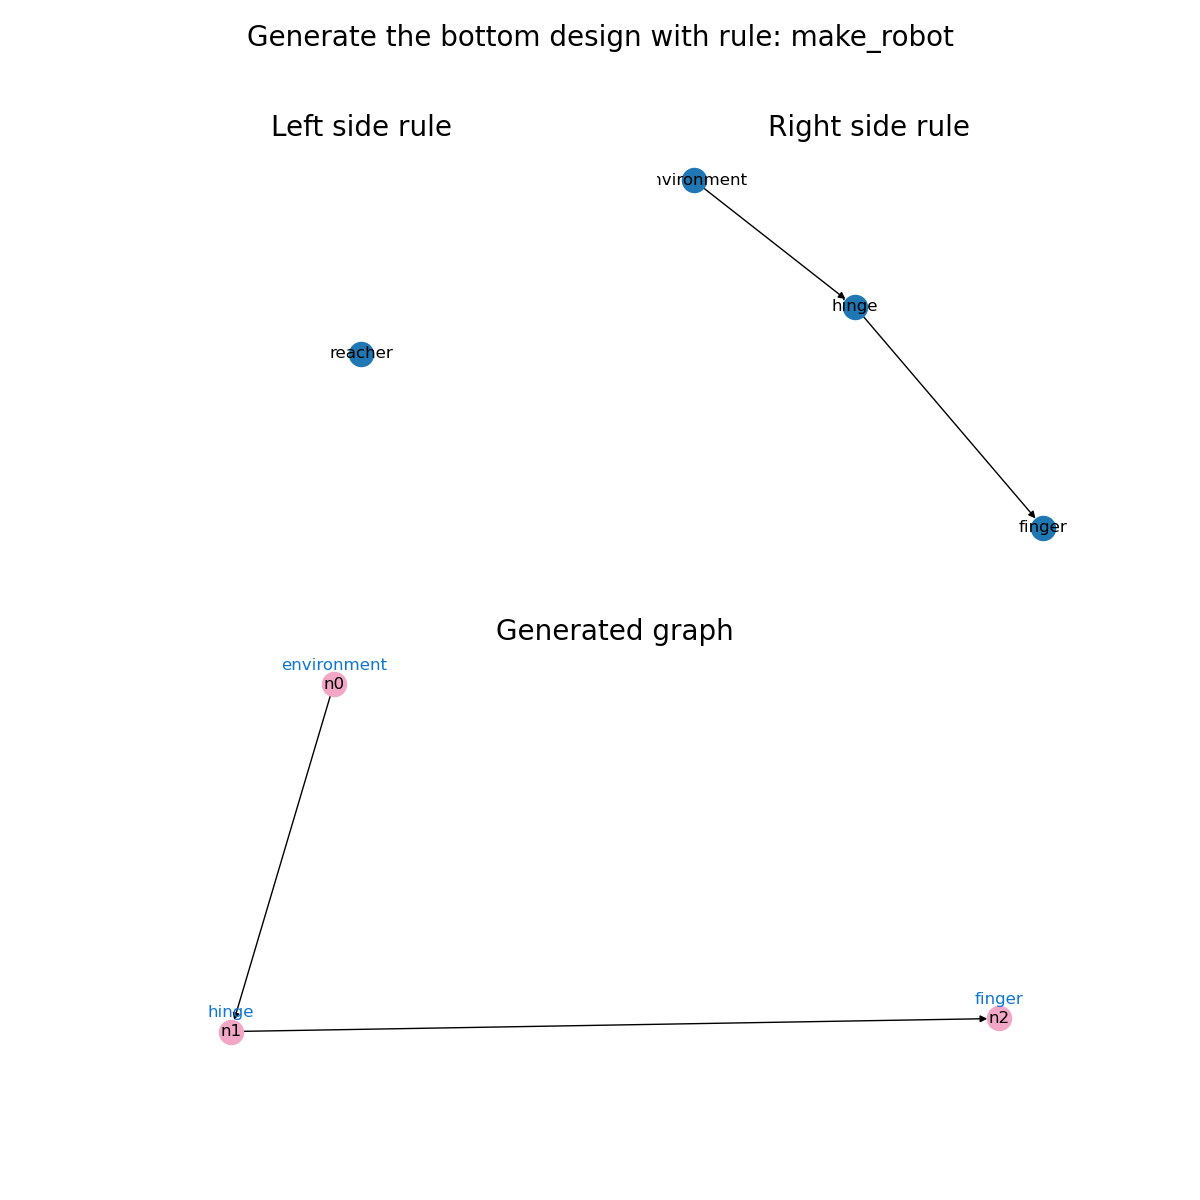 Generate the bottom design with rule: make_robot
Left side rule
Right side rule
nvironment
hinge
reacher
finger
Generated graph
environment
n0
hinge
n1
finger
n2